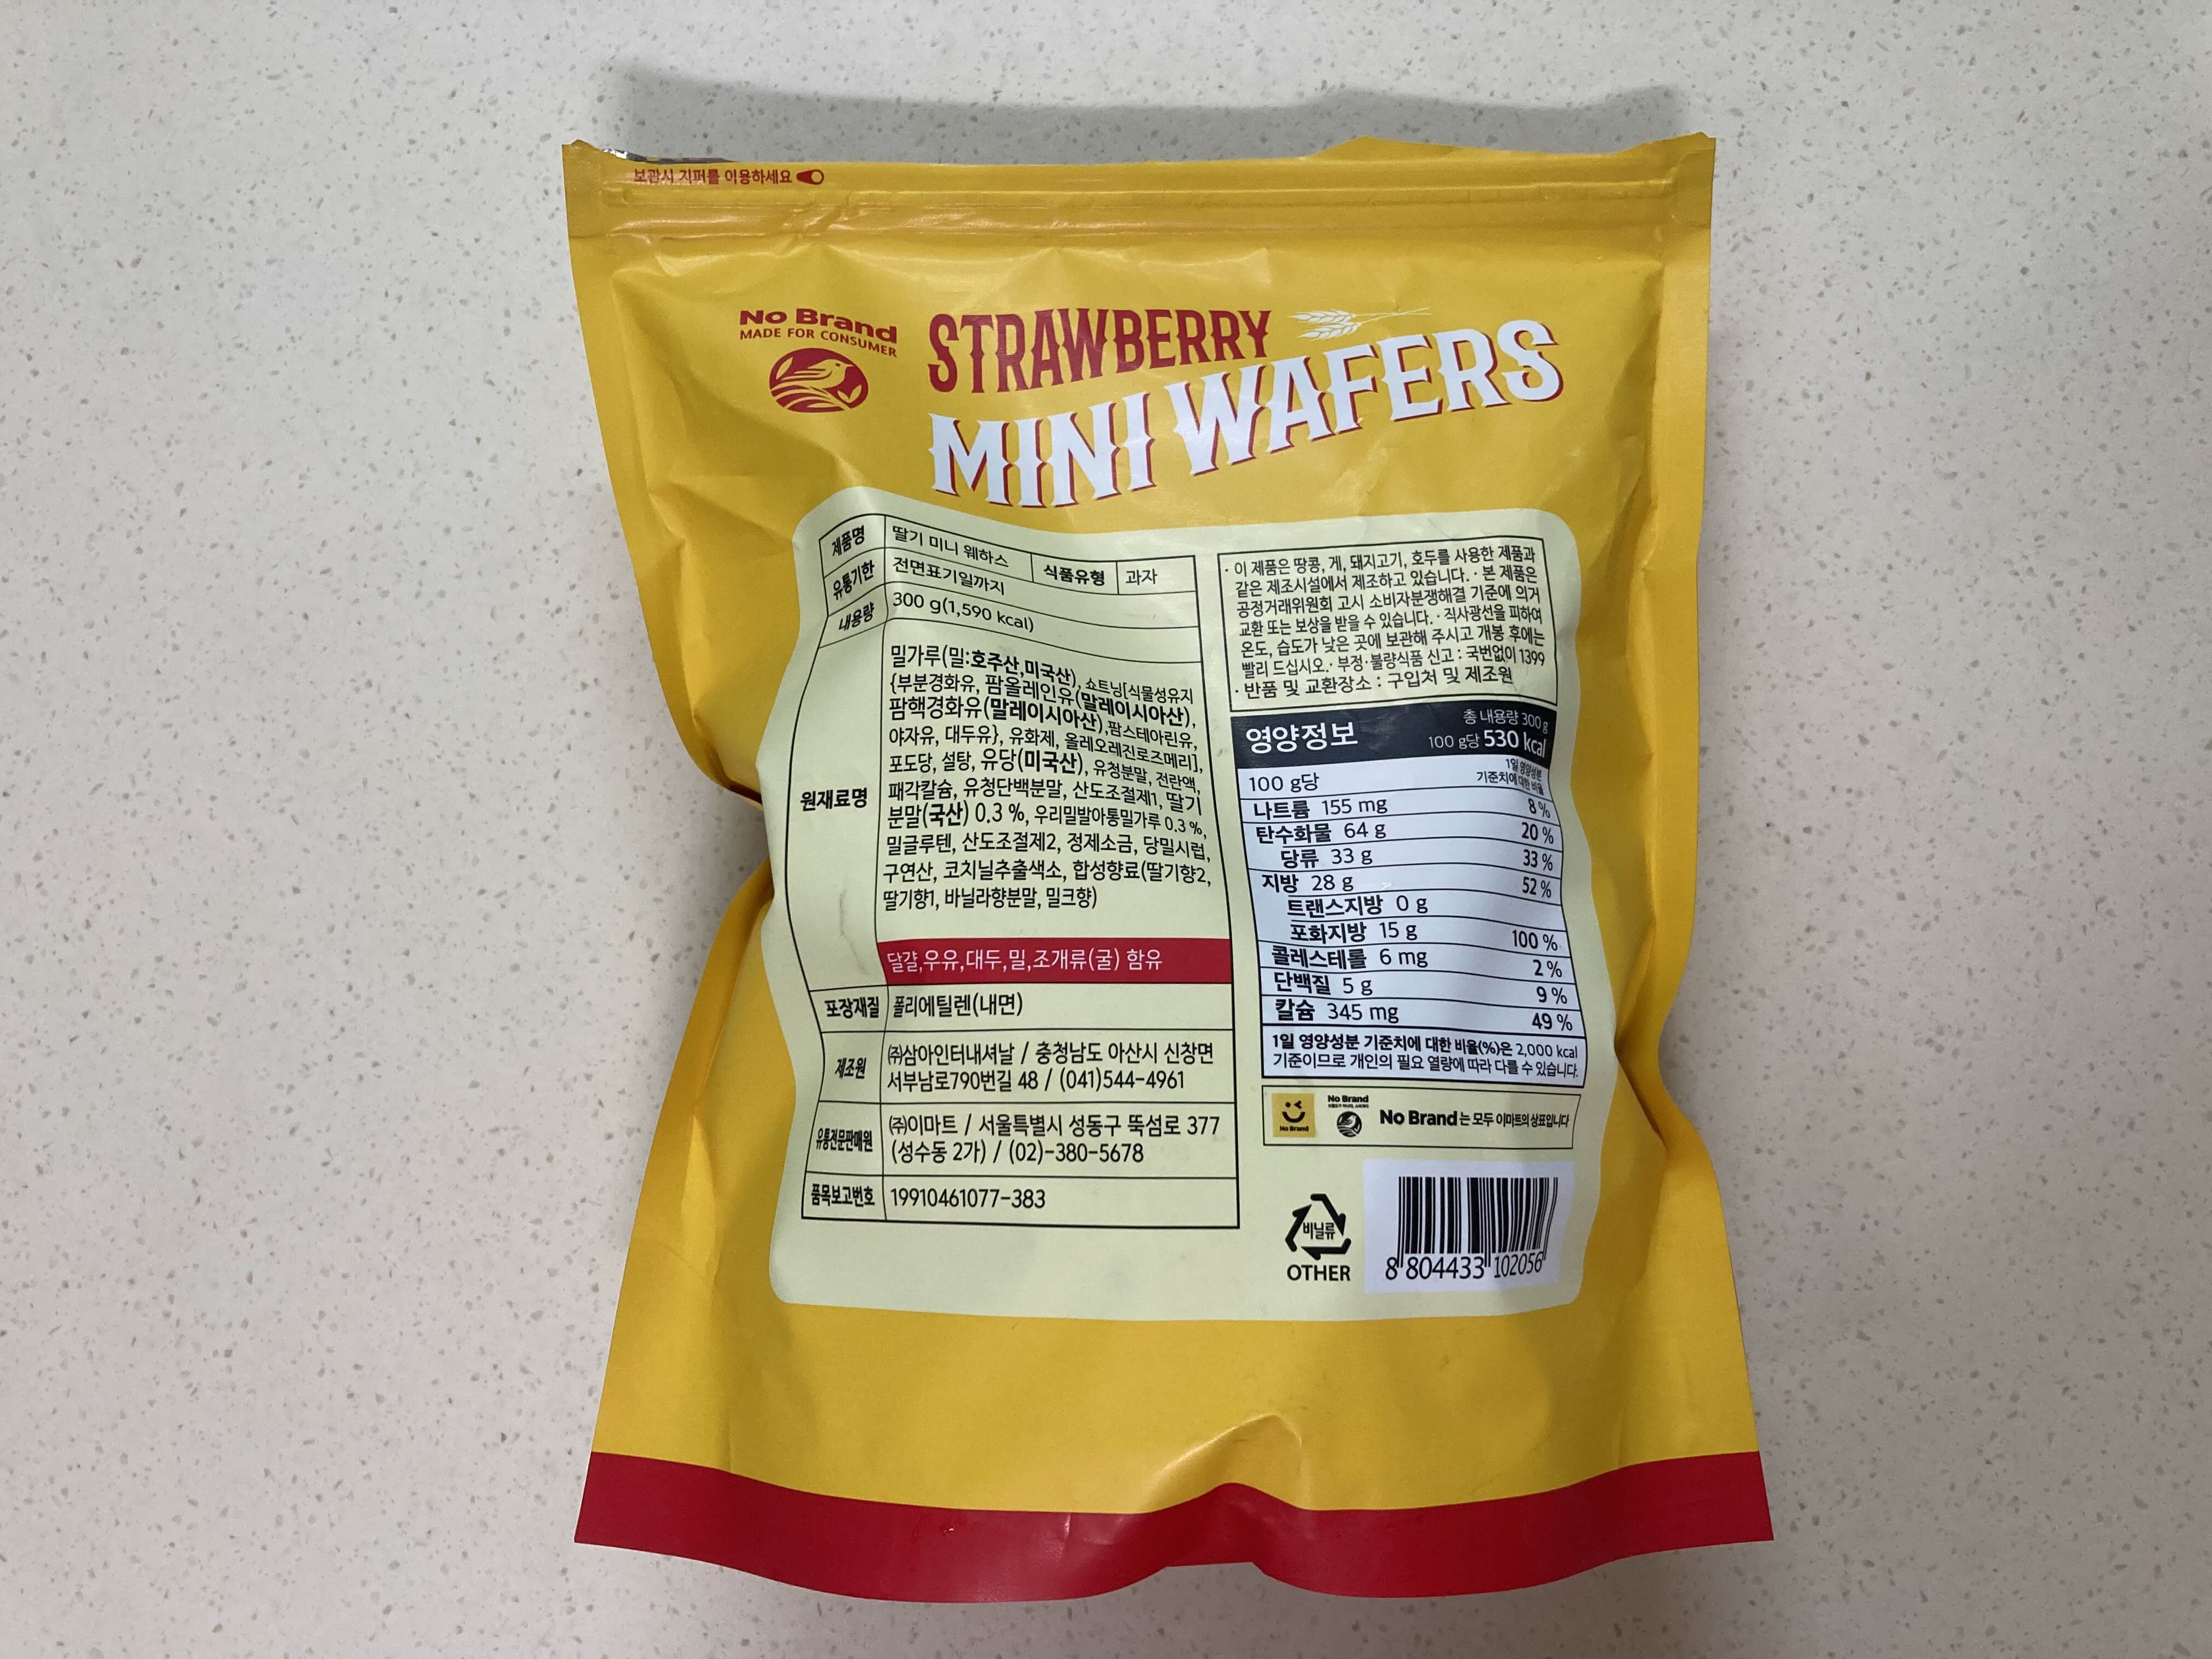 보관시 지퍼를 이용하세요
No Brand
MADE FOR CONSUMER
STRAWBERRY
MINI WAFERS
제품명 딸기 미니 웨하스 식품유형 과자
유통기한 전면표기일까지
내용량 300 g(1,590 kcal)
원재료명
밀가루(밀:호주산,미국산), 쇼트닝[식물성유지
{부분경화유, 팜올레인유(말레이시아산),
팜핵경화유(말레이시아산),팜스테아린유,
야자유, 대두유}, 유화제, 올레오레진로즈메리],
포도당, 설탕, 유당(미국산), 유청분말, 전란액,
패각칼슘, 유청단백분말, 산도조절제1, 딸기
분말(국산) 0.3 %, 우리밀발아통밀가루 0.3 %,
밀글루텐, 산도조절제2, 정제소금, 당밀시럽,
구연산, 코치닐추출색소, 합성향료(딸기향2,
딸기향1, 바닐라향분말, 밀크향)
달걀,우유,대두,밀,조개류(굴) 함유
포장재질 폴리에틸렌(내면)
제조원 ㈜삼아인터내셔날 / 충청남도 아산시 신창면
서부남로790번길 48 / (041)544-4961
유통전문판매원 ㈜이마트 / 서울특별시 성동구 뚝섬로 377
(성수동 2가) / (02)-380-5678
품목보고번호 19910461077-383
· 이 제품은 땅콩, 게, 돼지고기, 호두를 사용한 제품과
같은 제조시설에서 제조하고 있습니다. · 본 제품은
공정거래위원회 고시 소비자분쟁해결 기준에 의거
교환 또는 보상을 받을 수 있습니다. · 직사광선을 피하여
온도, 습도가 낮은 곳에 보관해 주시고 개봉 후에는
빨리 드십시오. · 부정·불량식품 신고 : 국번없이 1399
· 반품 및 교환장소 : 구입처 및 제조원
영양정보
총 내용량 300 g
100 g당 530 kcal
100 g당
1일 영양성분
기준치에 대한 비율
나트륨 155 mg 8 %
탄수화물 64 g 20 %
당류 33 g 33 %
지방 28 g 52 %
트랜스지방 0 g
포화지방 15 g 100 %
콜레스테롤 6 mg 2 %
단백질 5 g 9 %
칼슘 345 mg 49 %
1일 영양성분 기준치에 대한 비율(%)은 2,000 kcal
기준이므로 개인의 필요 열량에 따라 다를 수 있습니다.
No Brand
No Brand
No Brand는 모두 이마트의 상표입니다
비닐류
OTHER
8 804433 102056